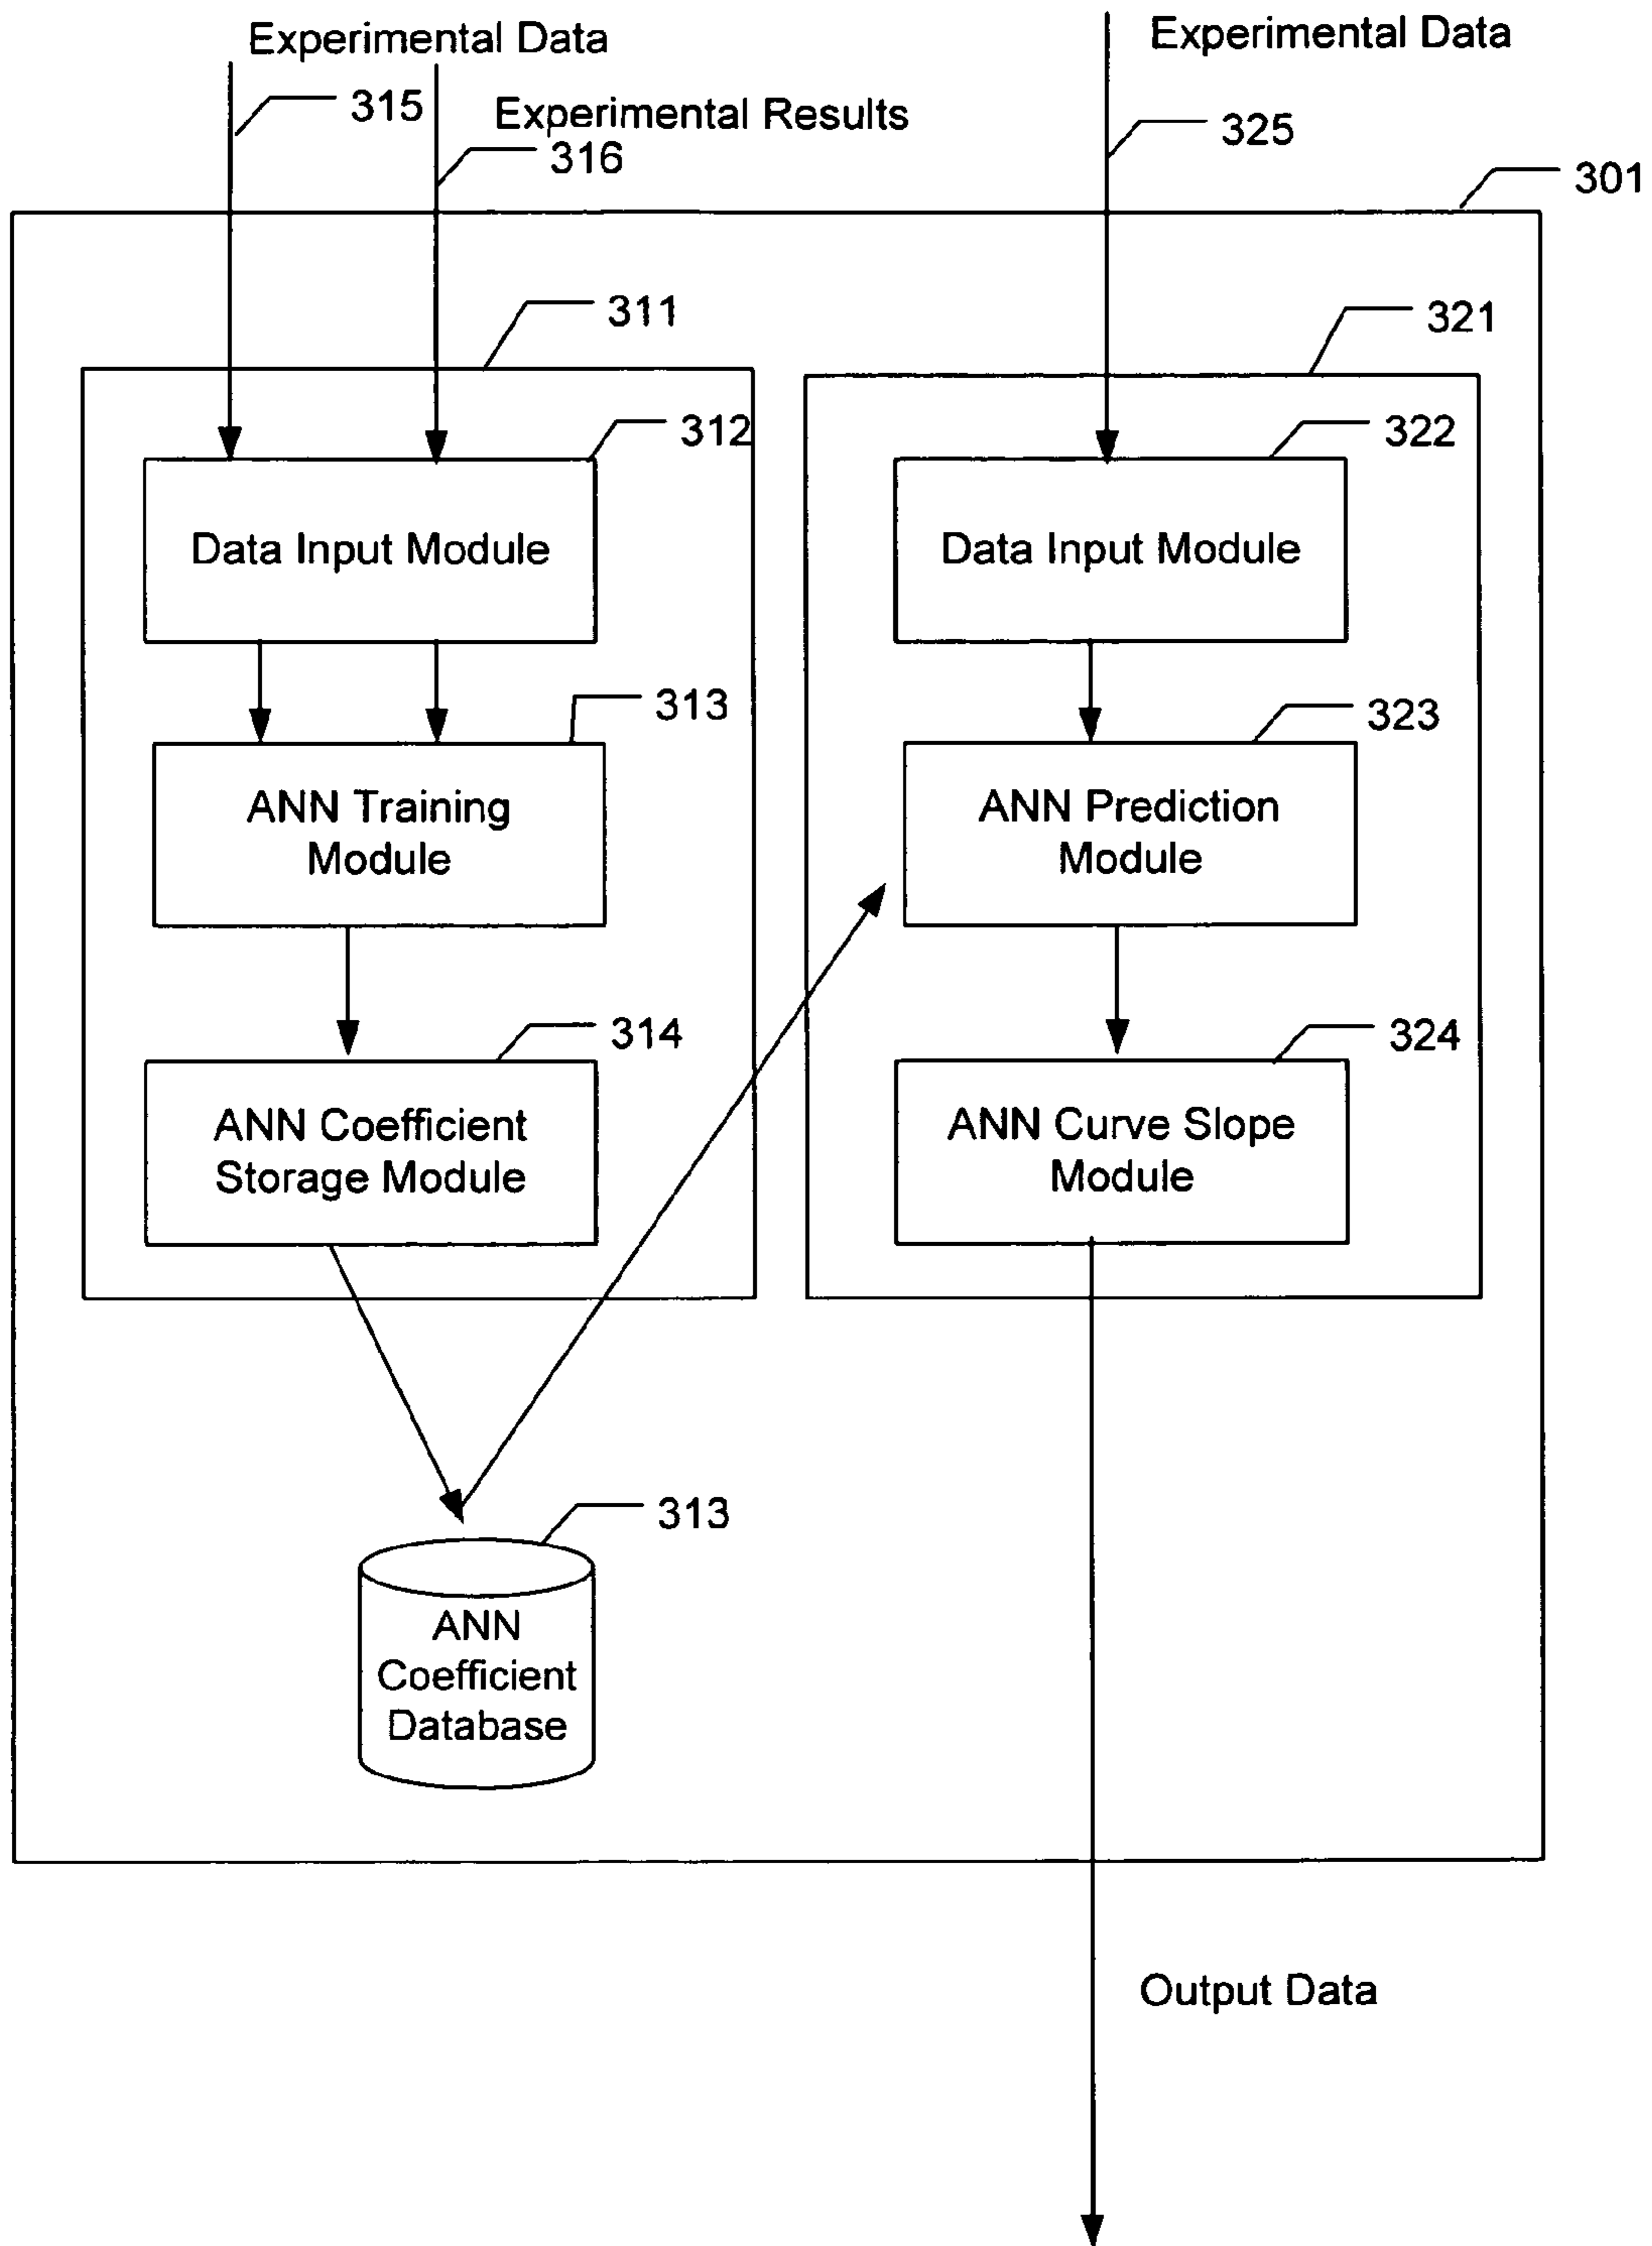 Experimental Data
Experimental Data
315
Experimental Results
316
325
301
311
321
312
322
Data Input Module
Data Input Module
313
323
ANN Training
Module
ANN Prediction
Module
314
324
ANN Coefficient
Storage Module
ANN Curve Slope
Module
313
ANN
Coefficient
Database
Output Data